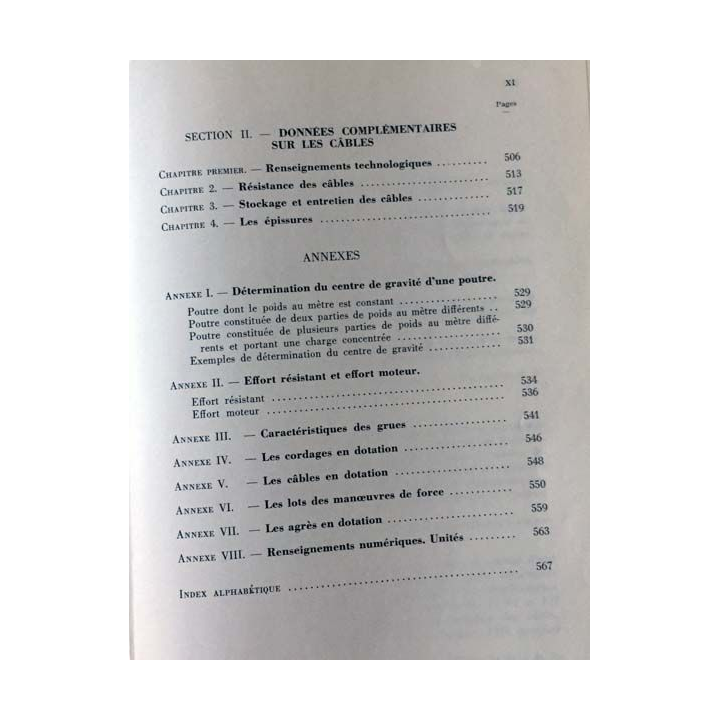 XI
Pages
SECTION II. — DONNÉES COMPLÉMENTAIRES
SUR LES CÂBLES
CHAPITRE PREMIER. — Renseignements technologiques .......... 506
CHAPITRE 2. — Résistance des câbles .................... 513
CHAPITRE 3. — Stockage et entretien des câbles ............ 517
CHAPITRE 4. — Les épissures .......................... 519
ANNEXES
ANNEXE I. — Détermination du centre de gravité d'une poutre.
Poutre dont le poids au mètre est constant .................. 529
Poutre constituée de deux parties de poids au mètre différents .. 529
Poutre constituée de plusieurs parties de poids au mètre diffé-
rents et portant une charge concentrée .................. 530
Exemples de détermination du centre de gravité ............ 531
ANNEXE II. — Effort résistant et effort moteur.
Effort résistant ........................................ 534
Effort moteur ........................................ 536
ANNEXE III. — Caractéristiques des grues .................. 541
ANNEXE IV. — Les cordages en dotation .................. 546
ANNEXE V. — Les câbles en dotation .................... 548
ANNEXE VI. — Les lots des manœuvres de force ............ 550
ANNEXE VII. — Les agrès en dotation .................... 559
ANNEXE VIII. — Renseignements numériques. Unités ......... 563
INDEX ALPHABÉTIQUE .................................... 567